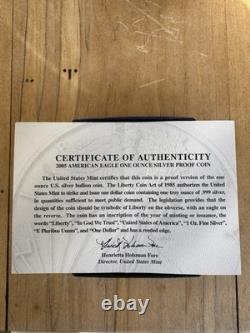 CERTIFICATE OF AUTHENTICITY
2005 AMERICAN EAGLE ONE OUNCE SILVER PROOF COIN
The United States Mint certifies that this coin is a proof version of the one
ounce U.S. silver bullion coin. The Liberty Coin Act of 1985 authorizes the United
States Mint to strike and issue one dollar coins containing one troy ounce of .999 silver,
in quantities sufficient to meet public demand. The legislation provides that the
design of the coin should be symbolic of Liberty on the obverse, with an eagle on
the reverse. The coin has an inscription of the year of minting or issuance, the
words "Liberty", "In God We Trust", "United States of America", "1 Oz. Fine Silver",
"E Pluribus Unum", and "One Dollar" and has a reeded edge.
Henrietta Holsman Fore
Director, United States Mint